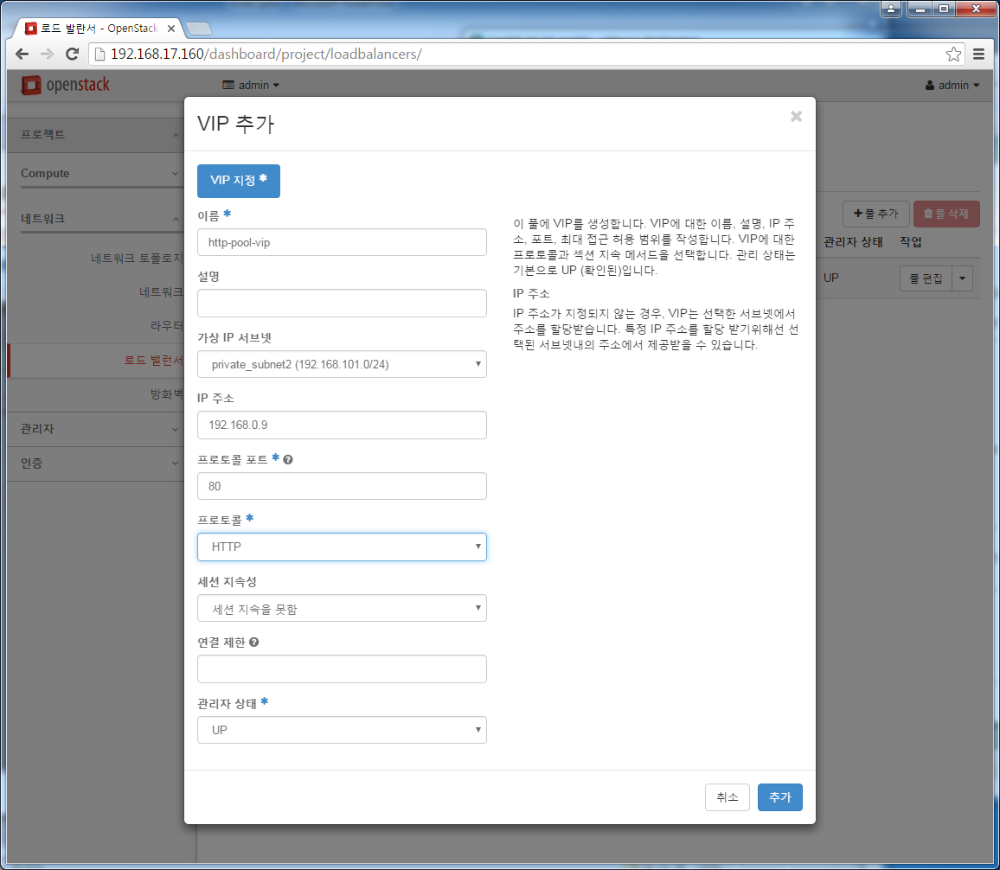 로드 발란서 - OpenStack
192.168.17.160/dashboard/project/loadbalancers/
openstack
admin
admin
프로젝트
Compute
네트워크
네트워크 토폴로지
네트워크
라우터
로드 밸런서
방화벽
관리자
인증
풀 추가
풀 삭제
관리자 상태 작업
UP
풀 편집
VIP 추가
VIP 지정 *
이름 *
http-pool-vip
설명
가상 IP 서브넷
private_subnet2 (192.168.101.0/24)
IP 주소
192.168.0.9
프로토콜 포트 *
80
프로토콜 *
HTTP
세션 지속성
세션 지속을 못함
연결 제한
관리자 상태 *
UP
이 풀에 VIP를 생성합니다. VIP에 대한 이름, 설명, IP 주
소, 포트, 최대 접근 허용 범위를 작성합니다. VIP에 대한
프로토콜과 섹션 지속 메서드을 선택합니다. 관리 상태는
기본으로 UP (확인된)입니다.
IP 주소
IP 주소가 지정되지 않는 경우, VIP는 선택한 서브넷에서
주소를 할당받습니다. 특정 IP 주소를 할당 받기위해선 선
택된 서브넷내의 주소에서 제공받을 수 있습니다.
취소
추가